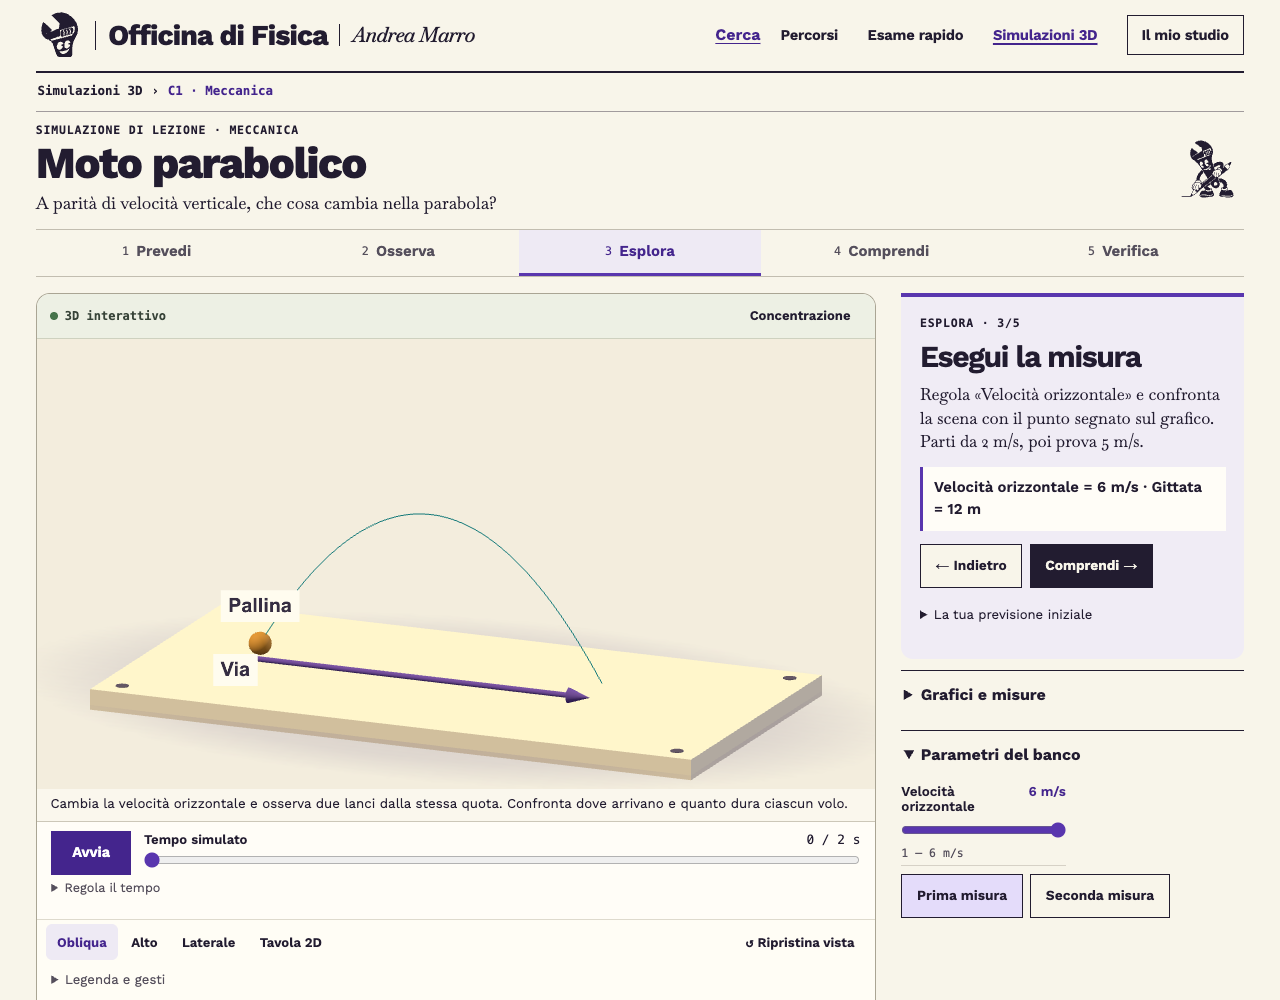 Officina di Fisica
Andrea Marro
Cerca
Percorsi
Esame rapido
Simulazioni 3D
Il mio studio
Simulazioni 3D › C1 · Meccanica
SIMULAZIONE DI LEZIONE · MECCANICA
Moto parabolico
A parità di velocità verticale, che cosa cambia nella parabola?
1 Prevedi
2 Osserva
3 Esplora
4 Comprendi
5 Verifica
3D interattivo
Concentrazione
Pallina
Via
Cambia la velocità orizzontale e osserva due lanci dalla stessa quota. Confronta dove arrivano e quanto dura ciascun volo.
Avvia
Tempo simulato
0 / 2 s
▶ Regola il tempo
Obliqua
Alto
Laterale
Tavola 2D
↺ Ripristina vista
▶ Legenda e gesti
ESPLORA · 3/5
Esegui la misura
Regola «Velocità orizzontale» e confronta
la scena con il punto segnato sul grafico.
Parti da 2 m/s, poi prova 5 m/s.
Velocità orizzontale = 6 m/s · Gittata
= 12 m
← Indietro
Comprendi →
▶ La tua previsione iniziale
▶ Grafici e misure
▼ Parametri del banco
Velocità
orizzontale
6 m/s
1 — 6 m/s
Prima misura
Seconda misura